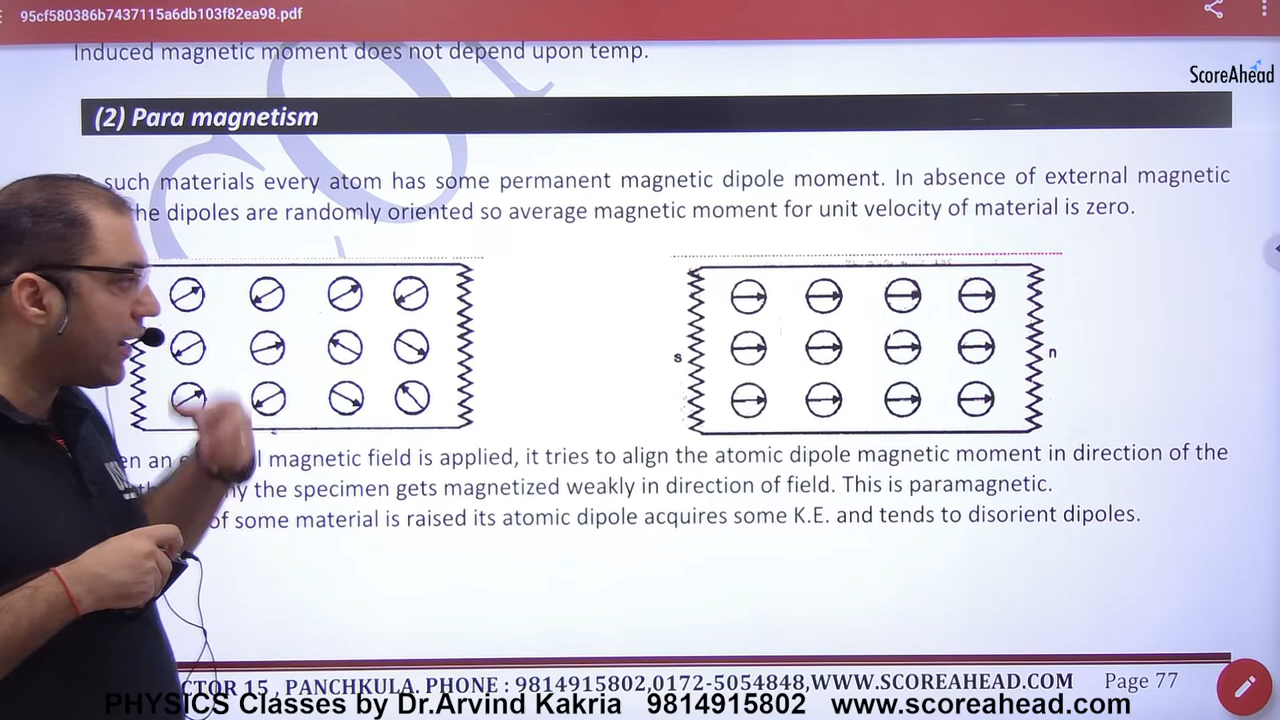 95cf580386b7437115a6db103f82ea98.pdf
Induced magnetic moment does not depend upon temp.
ScoreAhead
(2) Para magnetism
such materials every atom has some permanent magnetic dipole moment. In absence of external magnetic
he dipoles are randomly oriented so average magnetic moment for unit velocity of material is zero.
s
n
en an magnetic field is applied, it tries to align the atomic dipole magnetic moment in direction of the
the specimen gets magnetized weakly in direction of field. This is paramagnetic.
of some material is raised its atomic dipole acquires some K.E. and tends to disorient dipoles.
CTOR 15 , PANCHKULA. PHONE : 9814915802,0172-5054848,WWW.SCOREAHEAD.COM Page 77
PHYSICS Classes by Dr.Arvind Kakria 9814915802 www.scoreahead.com